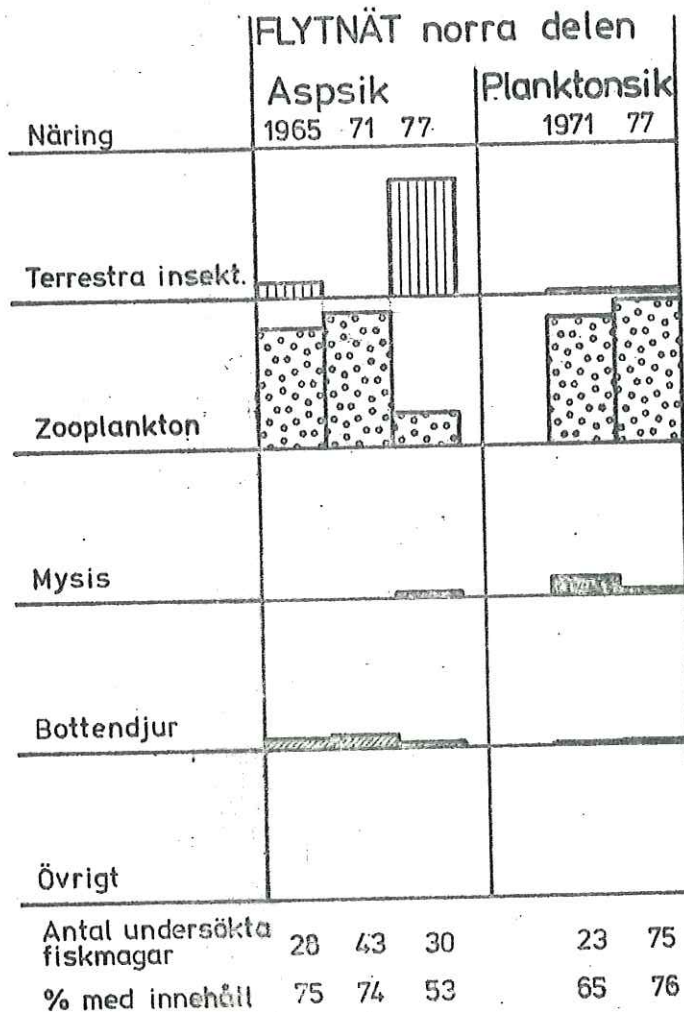 FLYTNÄT norra delen
Aspsik Planktonsik
Näring 1965 71 77 1971 77
Terrestra insekt.
Zooplankton
Mysis
Bottendjur
Övrigt
Antal undersökta
fiskmagar 28 43 30 23 75
% med innehåll 75 74 53 65 76